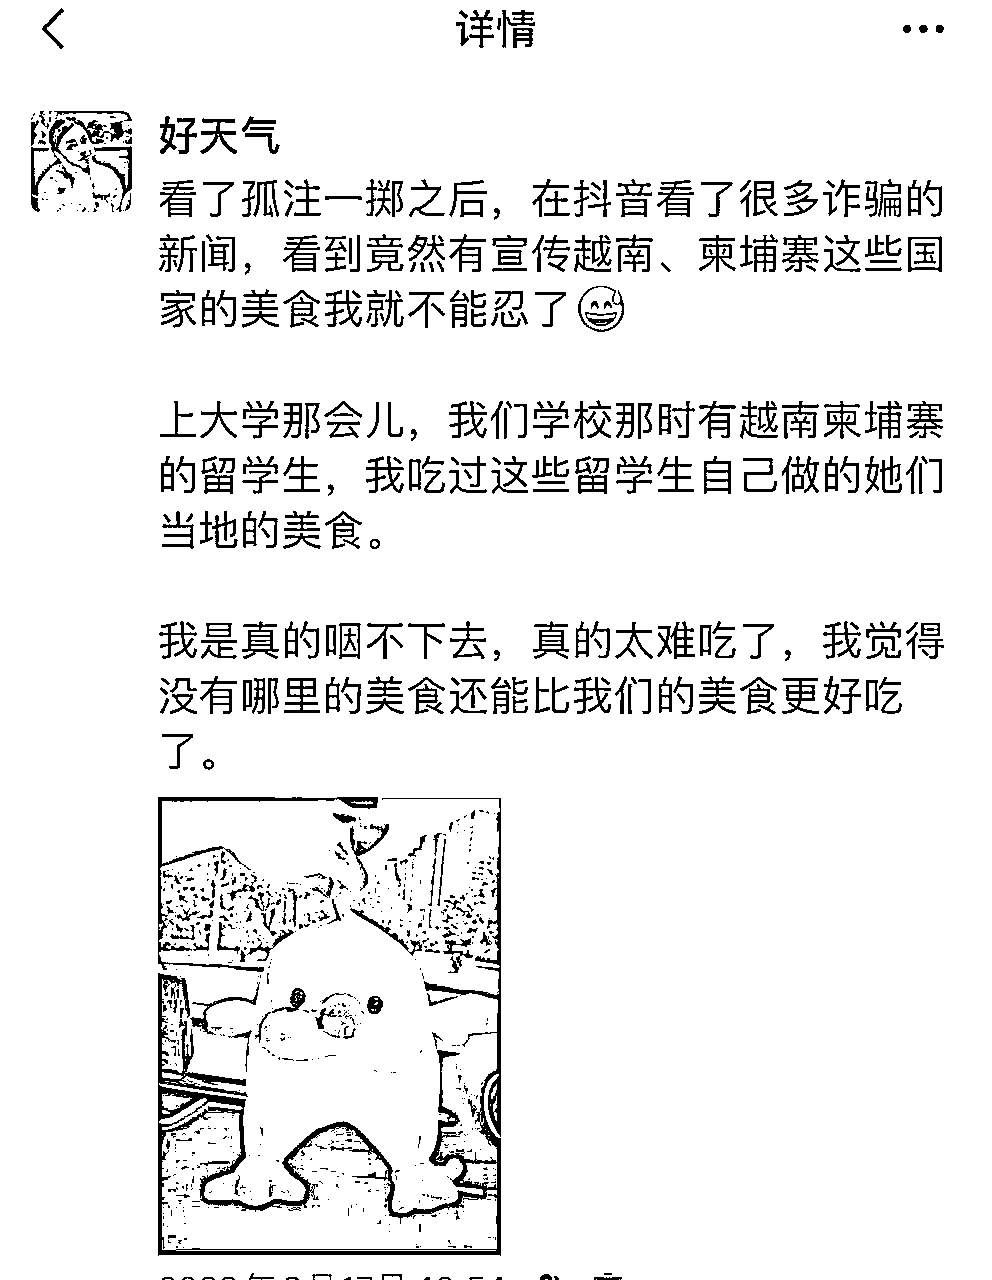 详情
好天气
看了孤注一掷之后，在抖音看了很多诈骗的
新闻，看到竟然有宣传越南、柬埔寨这些国
家的美食我就不能忍了😅
上大学那会儿，我们学校那时有越南柬埔寨
的留学生，我吃过这些留学生自己做的她们
当地的美食。
我是真的咽不下去，真的太难吃了，我觉得
没有哪里的美食还能比我们的美食更好吃
了。